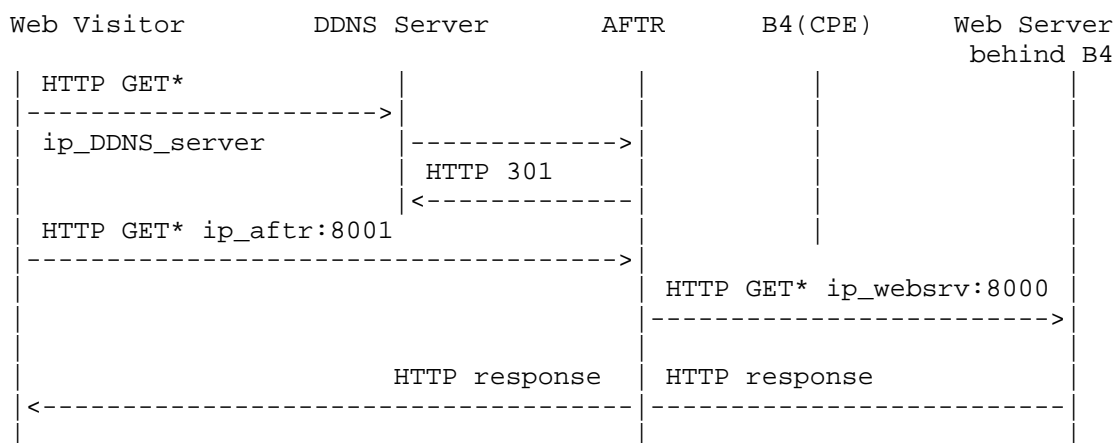 Web Visitor DDNS Server AFTR B4(CPE) Web Server
behind B4
HTTP GET*
ip_DDNS_server
HTTP 301
HTTP GET* ip_aftr:8001
HTTP GET* ip_websrv:8000
HTTP response HTTP response